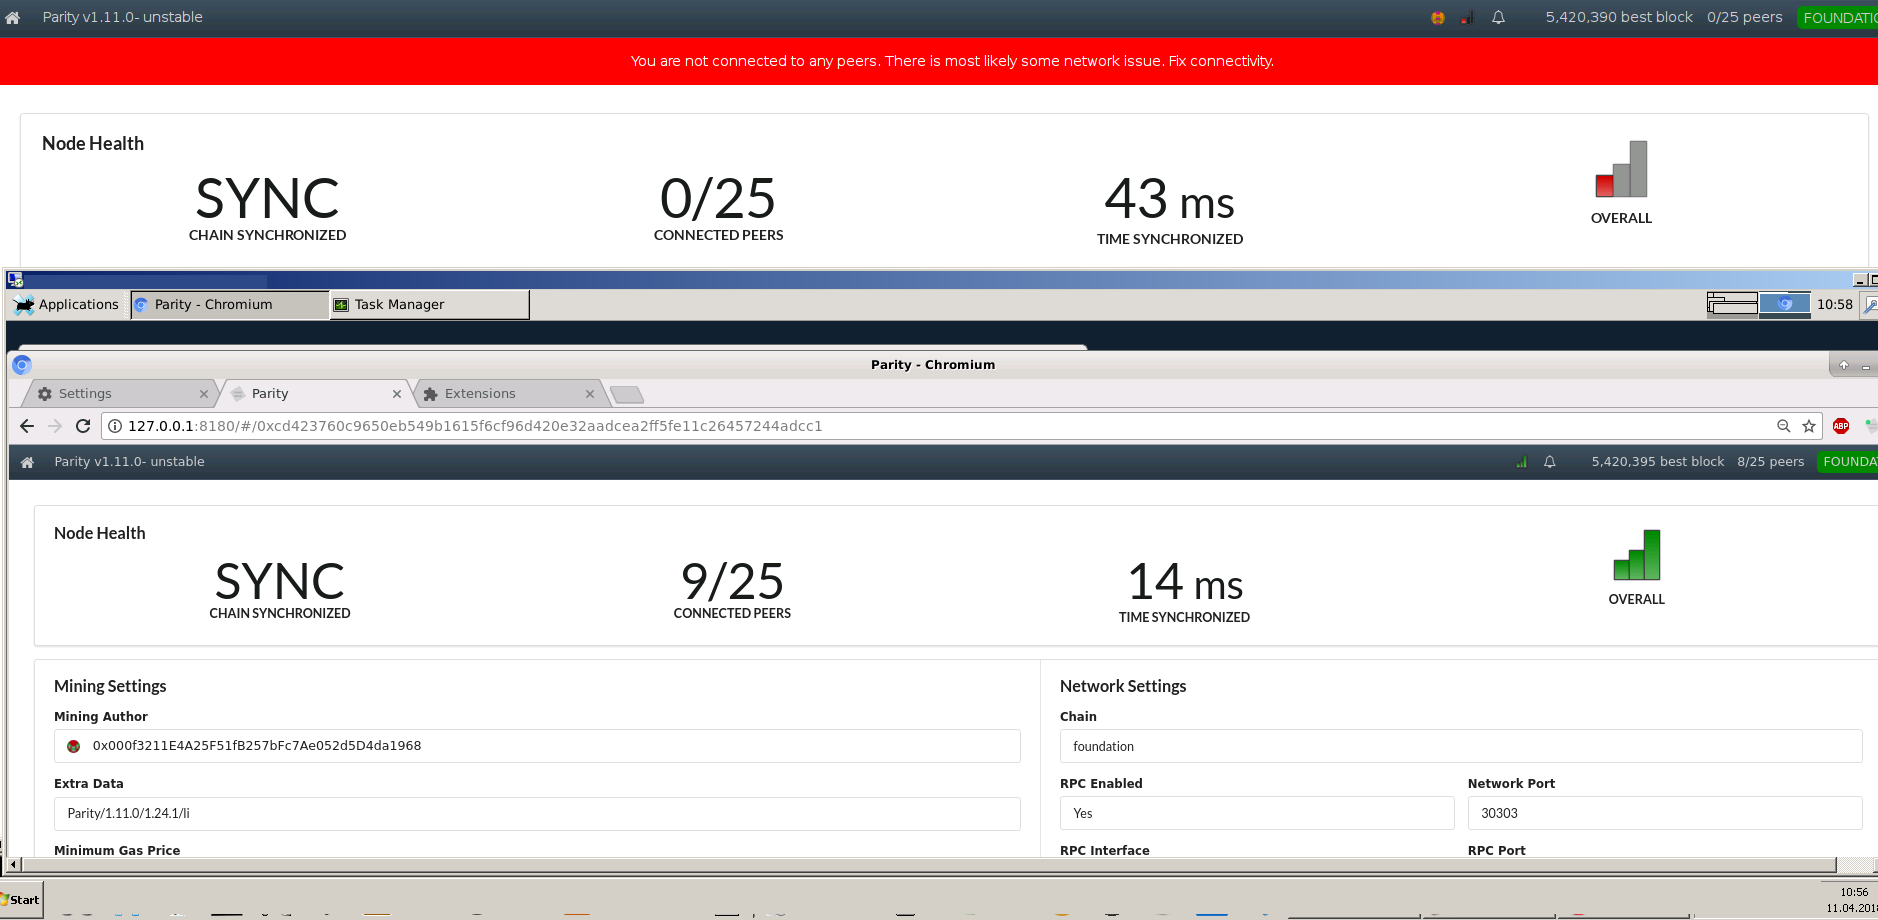 Parity v1.11.0- unstable
5,420,390 best block 0/25 peers FOUNDATIO
You are not connected to any peers. There is most likely some network issue. Fix connectivity.
Node Health
SYNC
CHAIN SYNCHRONIZED
0/25
CONNECTED PEERS
43 ms
TIME SYNCHRONIZED
OVERALL
Applications Parity - Chromium Task Manager 10:58
Parity - Chromium
Settings Parity Extensions
127.0.0.1:8180/#/0xcd423760c9650eb549b1615f6cf96d420e32aadcea2ff5fe11c26457244adcc1
ABP
Parity v1.11.0- unstable
5,420,395 best block 8/25 peers FOUNDA
Node Health
SYNC
CHAIN SYNCHRONIZED
9/25
CONNECTED PEERS
14 ms
TIME SYNCHRONIZED
OVERALL
Mining Settings
Mining Author
0x000f3211E4A25F51fB257bFc7Ae052d5D4da1968
Extra Data
Parity/1.11.0/1.24.1/li
Minimum Gas Price
Network Settings
Chain
foundation
RPC Enabled
Yes
Network Port
30303
RPC Interface
RPC Port
Start
10:56
11.04.201